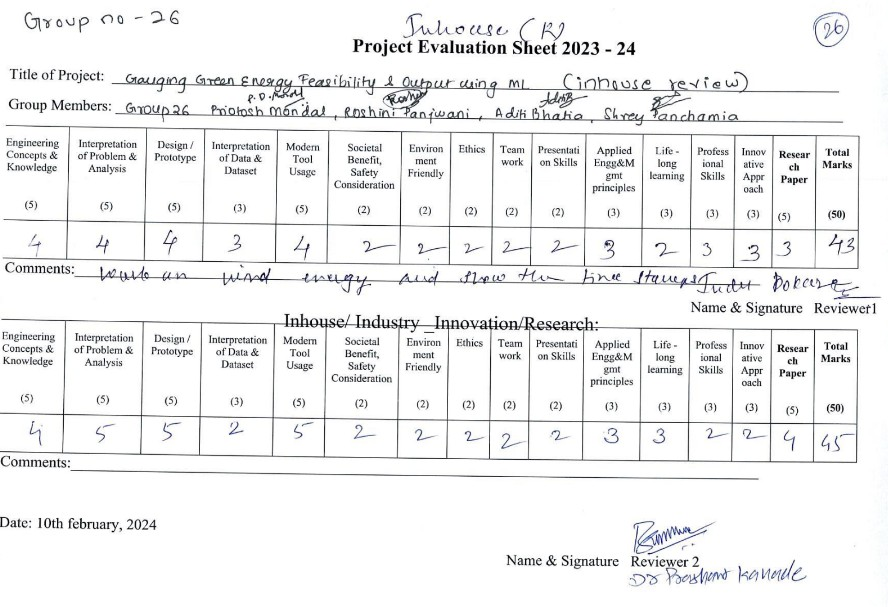 Group no - 26
Inhouse (R)
26
Project Evaluation Sheet 2023 - 24
Title of Project: Gauging Green Energy Feasibility & Output using ML (inhouse review)
Group Members: Group 26 Priotosh Mondal, Roshini Panjwani, Aditi Bhatia, Shrey Panchamia
Engineering Concepts & Knowledge (5) Interpretation of Problem & Analysis (5) Design / Prototype (5) Interpretation of Data & Dataset (3) Modern Tool Usage (5) Societal Benefit, Safety Consideration (2) Environ ment Friendly (2) Ethics (2) Team work (2) Presentati on Skills (2) Applied Engg&M gmt principles (3) Life - long learning (3) Profess ional Skills (3) Innov ative Appr oach (3) Resear ch Paper (5) Total Marks (50)
4 4 4 3 4 2 2 2 2 2 3 2 3 3 3 43
Comments: Work on wind energy and show the time stamps
Name & Signature Reviewer1
Inhouse/ Industry _Innovation/Research:
Engineering Concepts & Knowledge (5) Interpretation of Problem & Analysis (5) Design / Prototype (5) Interpretation of Data & Dataset (3) Modern Tool Usage (5) Societal Benefit, Safety Consideration (2) Environ ment Friendly (2) Ethics (2) Team work (2) Presentati on Skills (2) Applied Engg&M gmt principles (3) Life - long learning (3) Profess ional Skills (3) Innov ative Appr oach (3) Resear ch Paper (5) Total Marks (50)
4 5 5 2 5 2 2 2 2 2 3 3 2 2 4 45
Comments:
Date: 10th february, 2024
Name & Signature Reviewer 2
Dr Prashant Kanade